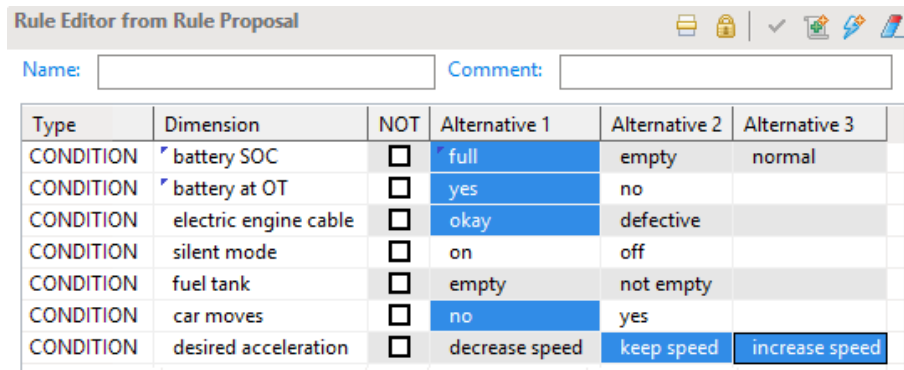 Rule Editor from Rule Proposal
Name: Comment:
Type Dimension NOT Alternative 1 Alternative 2 Alternative 3
CONDITION battery SOC full empty normal
CONDITION battery at OT yes no
CONDITION electric engine cable okay defective
CONDITION silent mode on off
CONDITION fuel tank empty not empty
CONDITION car moves no yes
CONDITION desired acceleration decrease speed keep speed increase speed